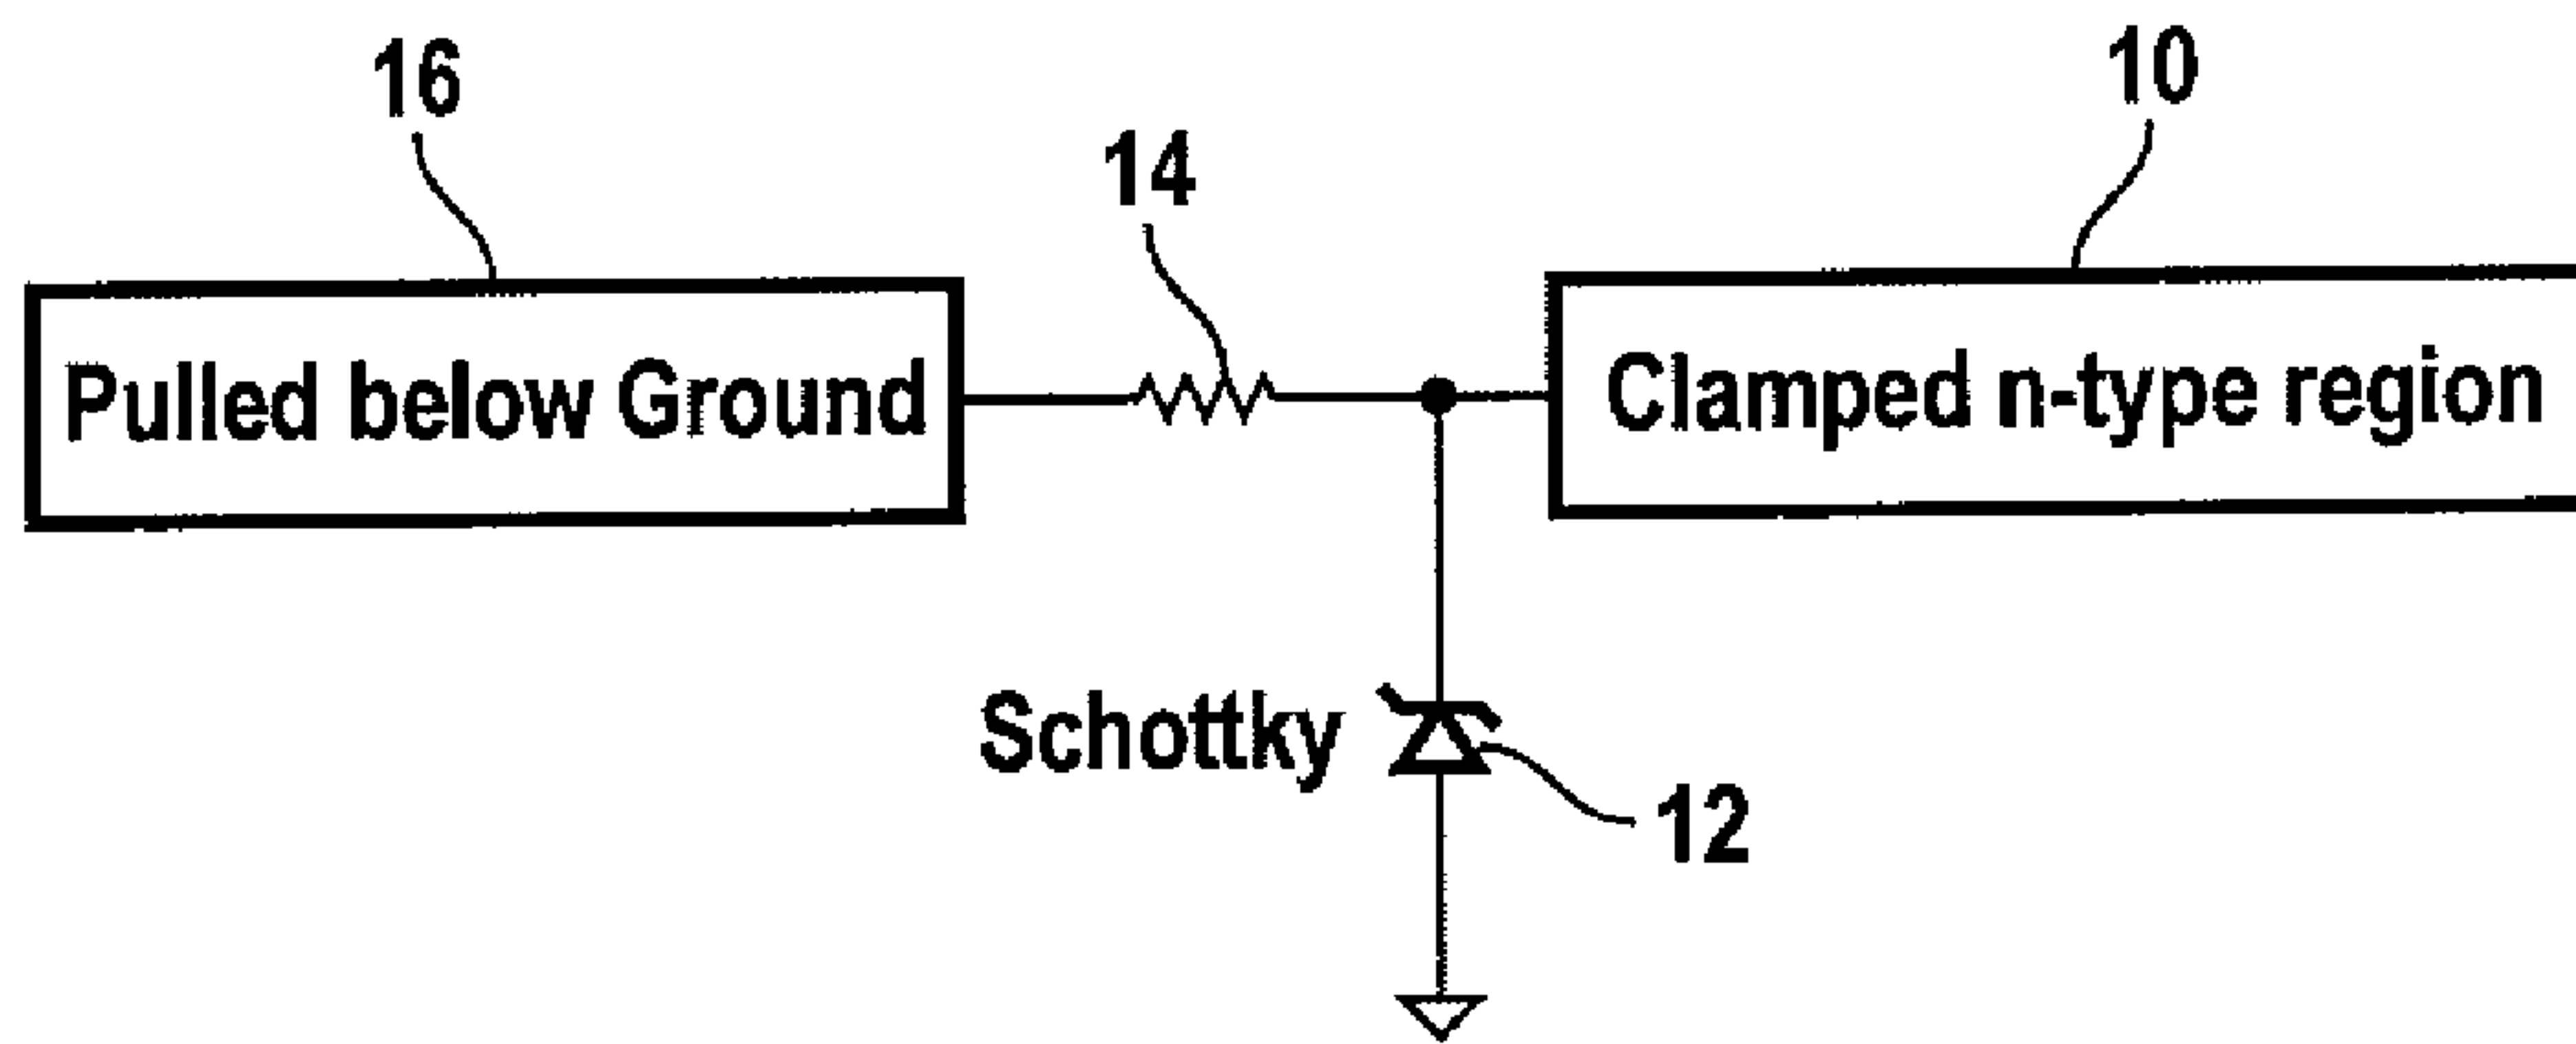 16
10
14
Pulled below Ground
Clamped n-type region
Schottky
12